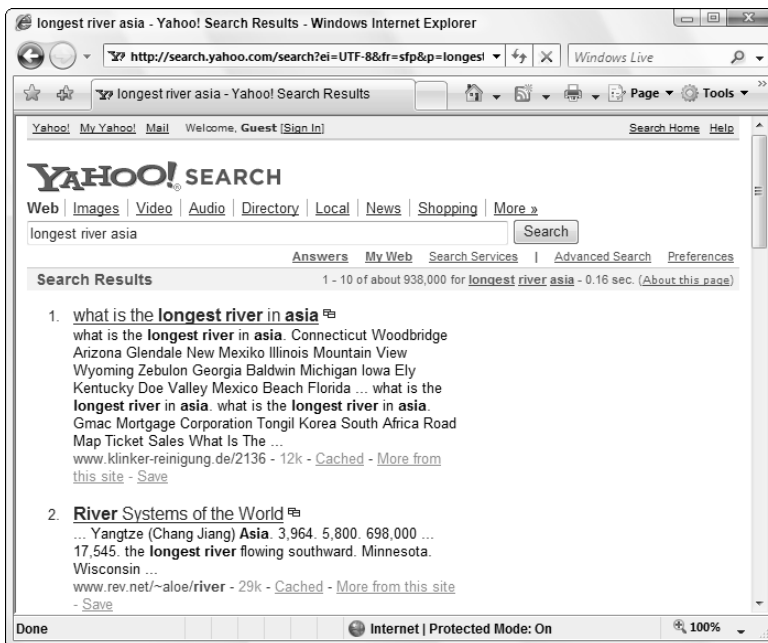 longest river asia - Yahoo! Search Results - Windows Internet Explorer
http://search.yahoo.com/search?ei=UTF-8&fr=sfp&p=longest
Windows Live
longest river asia - Yahoo! Search Results
Page Tools
Yahoo! My Yahoo! Mail Welcome, Guest [Sign In] Search Home Help
YAHOO! SEARCH
Web | Images | Video | Audio | Directory | Local | News | Shopping | More »
longest river asia Search
Answers My Web Search Services | Advanced Search Preferences
Search Results 1 - 10 of about 938,000 for longest river asia - 0.16 sec. (About this page)
1. what is the longest river in asia
what is the longest river in asia. Connecticut Woodbridge
Arizona Glendale New Mexiko Illinois Mountain View
Wyoming Zebulon Georgia Baldwin Michigan Iowa Ely
Kentucky Doe Valley Mexico Beach Florida ... what is the
longest river in asia. what is the longest river in asia.
Gmac Mortgage Corporation Tongil Korea South Africa Road
Map Ticket Sales What Is The ...
www.klinker-reinigung.de/2136 - 12k - Cached - More from
this site - Save
2. River Systems of the World
... Yangtze (Chang Jiang) Asia. 3,964. 5,800. 698,000 ...
17,545. the longest river flowing southward. Minnesota.
Wisconsin ...
www.rev.net/~aloe/river - 29k - Cached - More from this site
- Save
Done Internet | Protected Mode: On 100%